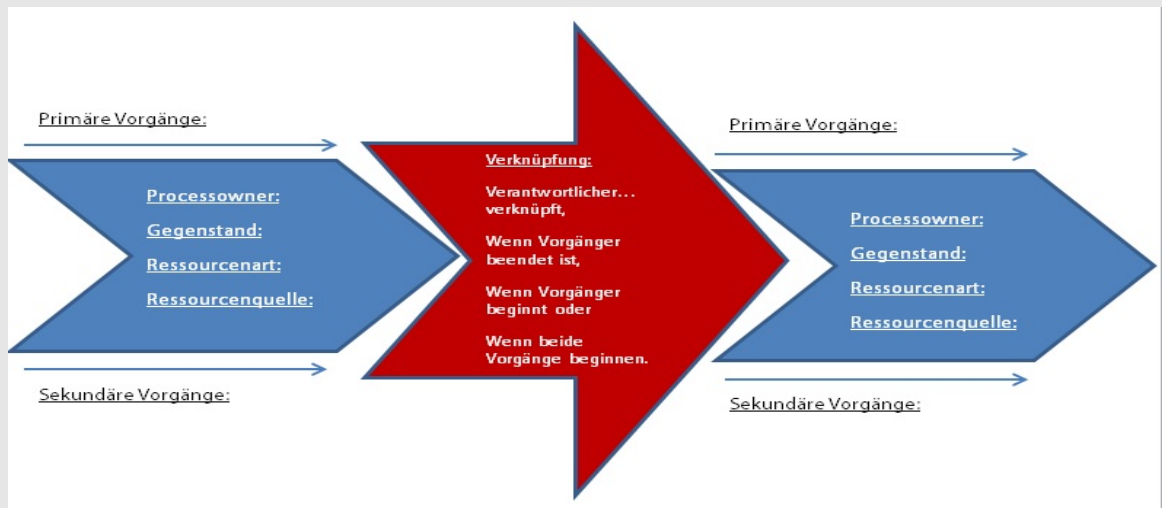 Primäre Vorgänge:
Processowner:
Gegenstand:
Ressourcenart:
Ressourcenquelle:
Sekundäre Vorgänge:
Verknüpfung:
Verantwortlicher...
verknüpft,
Wenn Vorgänger
beendet ist,
Wenn Vorgänger
beginnt oder
Wenn beide
Vorgänge beginnen.
Primäre Vorgänge:
Processowner:
Gegenstand:
Ressourcenart:
Ressourcenquelle:
Sekundäre Vorgänge: